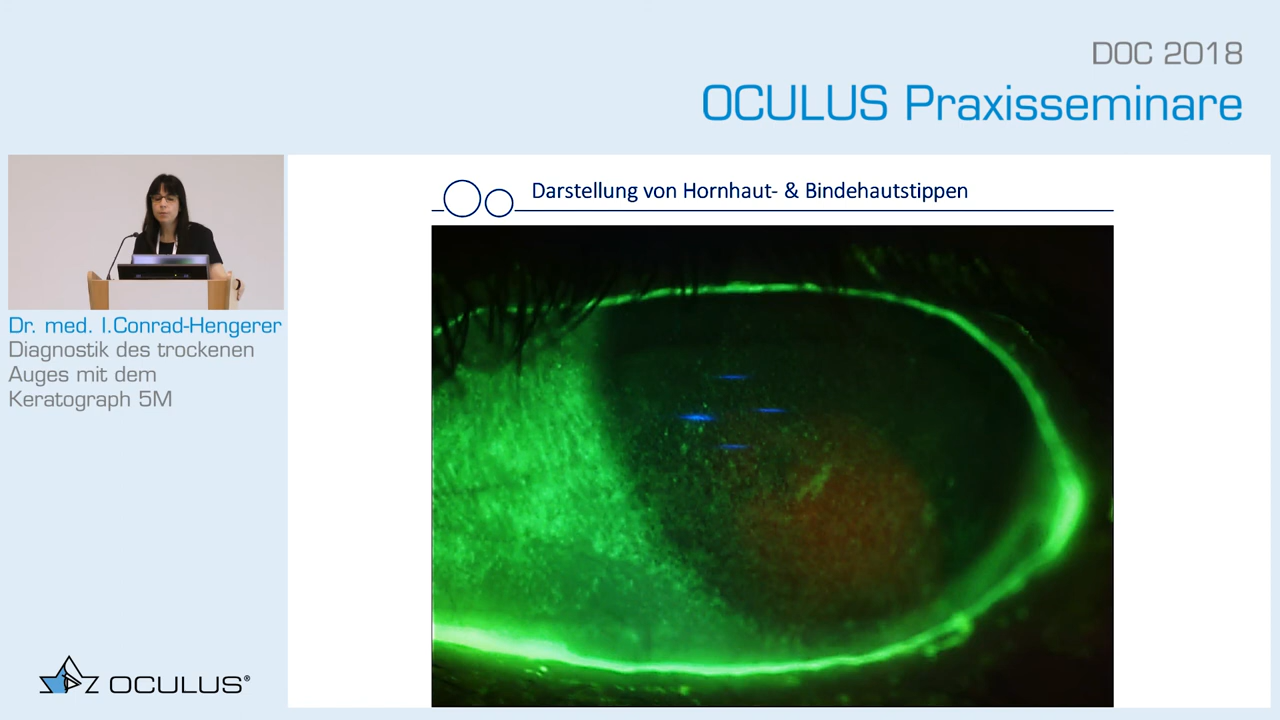 DOC 2018
OCULUS Praxisseminare
Darstellung von Hornhaut- & Bindehautstippen
Dr. med. I.Conrad-Hengerer
Diagnostik des trockenen
Auges mit dem
Keratograph 5M
OCULUS®